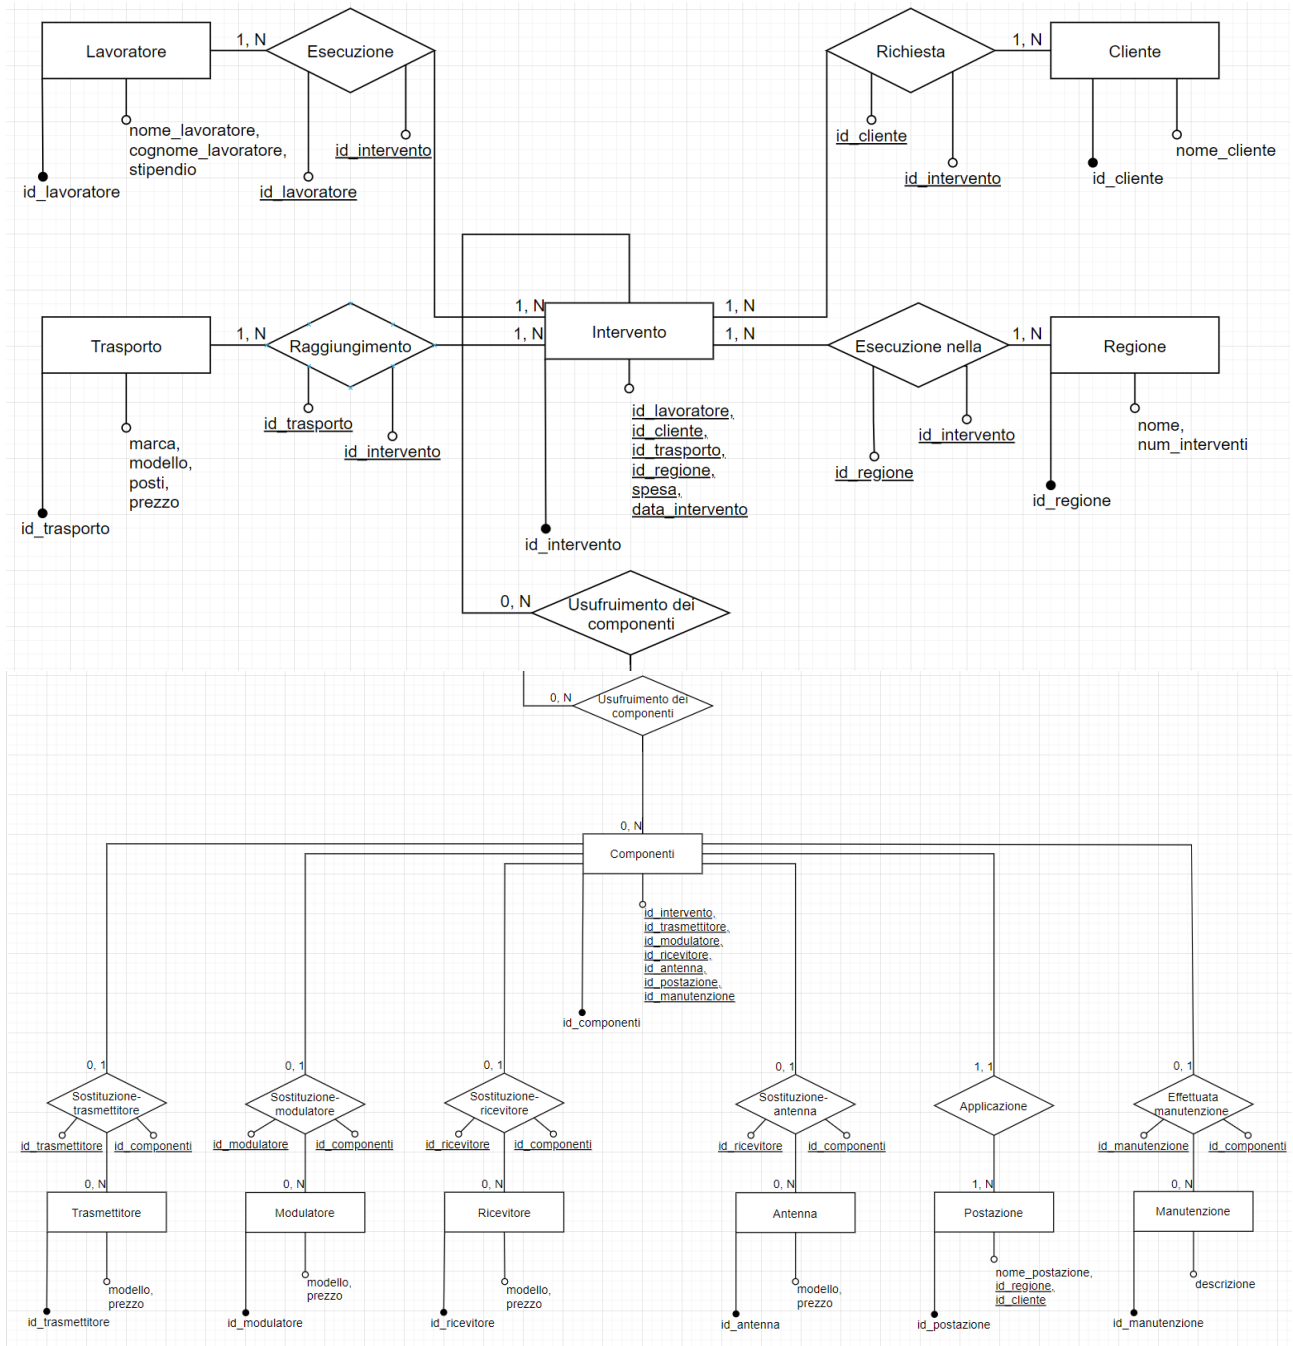 Lavoratore
1, N
Esecuzione
Richiesta
1, N
Cliente
nome_lavoratore,
cognome_lavoratore,
stipendio
id_lavoratore
id_intervento
id_lavoratore
id_cliente
id_intervento
nome_cliente
id_cliente
1, N
1, N
Trasporto
1, N
Raggiungimento
1, N
Intervento
1, N
Esecuzione nella
1, N
Regione
marca,
modello,
posti,
prezzo
id_trasporto
id_trasporto
id_intervento
id_lavoratore,
id_cliente,
id_trasporto,
id_regione,
spesa,
data_intervento
id_intervento
id_regione
id_intervento
nome,
num_interventi
id_regione
0, N
Usufruimento dei
componenti
0, N
Usufruimento dei
componenti
0, N
Componenti
id_intervento,
id_trasmettitore,
id_modulatore,
id_ricevitore,
id_antenna,
id_postazione,
id_manutenzione
id_componenti
0, 1
0, 1
0, 1
0, 1
1, 1
0, 1
Sostituzione-
trasmettitore
Sostituzione-
modulatore
Sostituzione-
ricevitore
Sostituzione-
antenna
Applicazione
Effettuata
manutenzione
id_trasmettitore
id_componenti
id_modulatore
id_componenti
id_ricevitore
id_componenti
id_ricevitore
id_componenti
id_manutenzione
id_componenti
0, N
0, N
0, N
0, N
1, N
0, N
Trasmettitore
Modulatore
Ricevitore
Antenna
Postazione
Manutenzione
modello,
prezzo
modello,
prezzo
modello,
prezzo
modello,
prezzo
nome_postazione,
id_regione,
id_cliente
descrizione
id_trasmettitore
id_modulatore
id_ricevitore
id_antenna
id_postazione
id_manutenzione